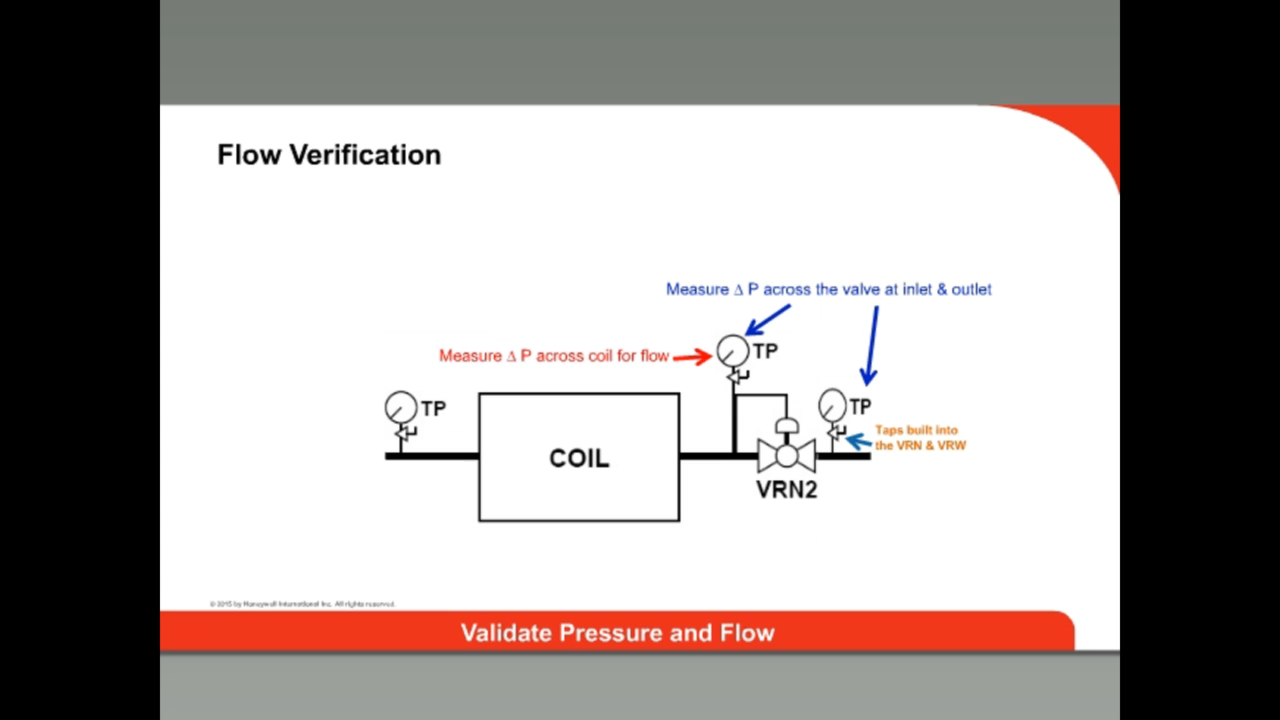 Flow Verification
Measure ∆ P across the valve at inlet & outlet
Measure ∆ P across coil for flow
TP
TP
TP
Taps built into
the VRN & VRW
COIL
VRN2
© 2015 by Honeywell International Inc. All rights reserved.
Validate Pressure and Flow